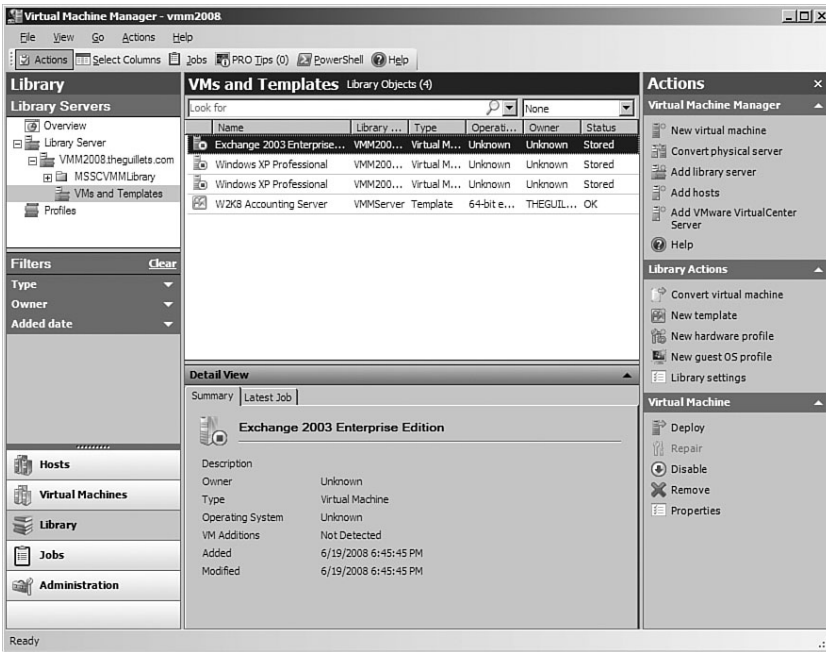 Virtual Machine Manager - vmm2008
File View Go Actions Help
Actions Select Columns Jobs PRO Tips (0) PowerShell Help
Library
Library Servers
Overview
Library Server
VMM2008.theguillets.com
MSSCVMMLibrary
VMs and Templates
Profiles
Filters Clear
Type
Owner
Added date
Hosts
Virtual Machines
Library
Jobs
Administration
VMs and Templates Library Objects (4)
Look for None
Name Library ... Type Operati... Owner Status
Exchange 2003 Enterprise... VMM200... Virtual M... Unknown Unknown Stored
Windows XP Professional VMM200... Virtual M... Unknown Unknown Stored
Windows XP Professional VMM200... Virtual M... Unknown Unknown Stored
W2K8 Accounting Server VMMServer Template 64-bit e... THEGUIL... OK
Detail View
Summary Latest Job
Exchange 2003 Enterprise Edition
Description
Owner Unknown
Type Virtual Machine
Operating System Unknown
VM Additions Not Detected
Added 6/19/2008 6:45:45 PM
Modified 6/19/2008 6:45:45 PM
Actions
Virtual Machine Manager
New virtual machine
Convert physical server
Add library server
Add hosts
Add VMware VirtualCenter
Server
Help
Library Actions
Convert virtual machine
New template
New hardware profile
New guest OS profile
Library settings
Virtual Machine
Deploy
Repair
Disable
Remove
Properties
Ready